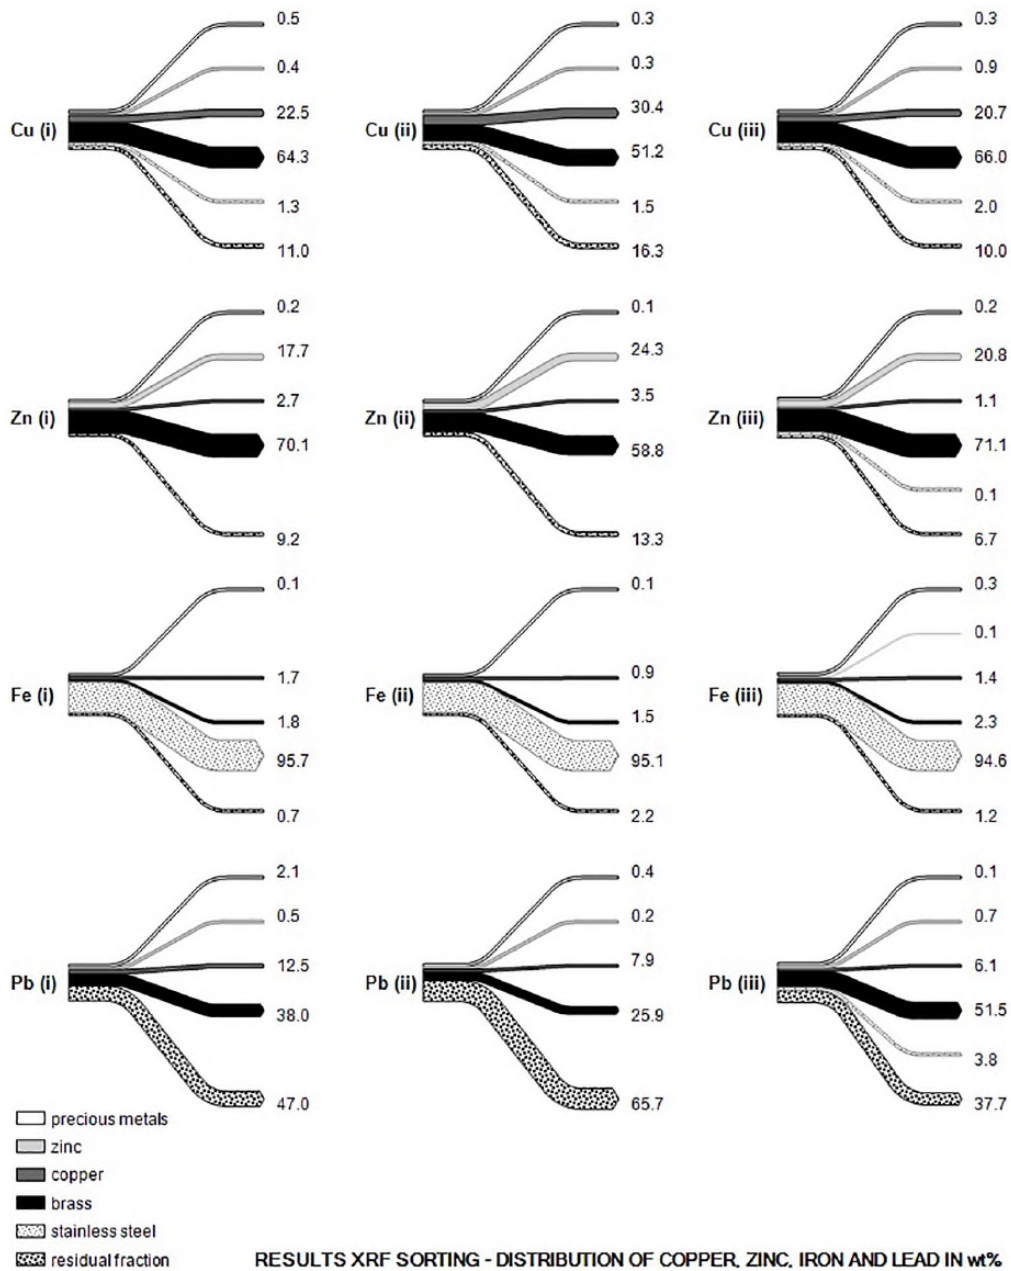 0.5 0.3 0.3
0.4 0.3 0.9
22.5 30.4 20.7
Cu (i) Cu (ii) Cu (iii)
64.3 51.2 66.0
1.3 1.5 2.0
11.0 16.3 10.0
0.2 0.1 0.2
17.7 24.3 20.8
2.7 3.5 1.1
Zn (i) Zn (ii) Zn (iii)
70.1 58.8 71.1
0.1
9.2 13.3 6.7
0.1 0.1 0.3
0.1
1.7 0.9 1.4
Fe (i) Fe (ii) Fe (iii)
1.8 1.5 2.3
95.7 95.1 94.6
0.7 2.2 1.2
2.1 0.4 0.1
0.5 0.2 0.7
12.5 7.9 6.1
Pb (i) Pb (ii) Pb (iii)
38.0 25.9 51.5
3.8
47.0 65.7 37.7
precious metals
zinc
copper
brass
stainless steel
residual fraction
RESULTS XRF SORTING - DISTRIBUTION OF COPPER, ZINC, IRON AND LEAD IN wt%